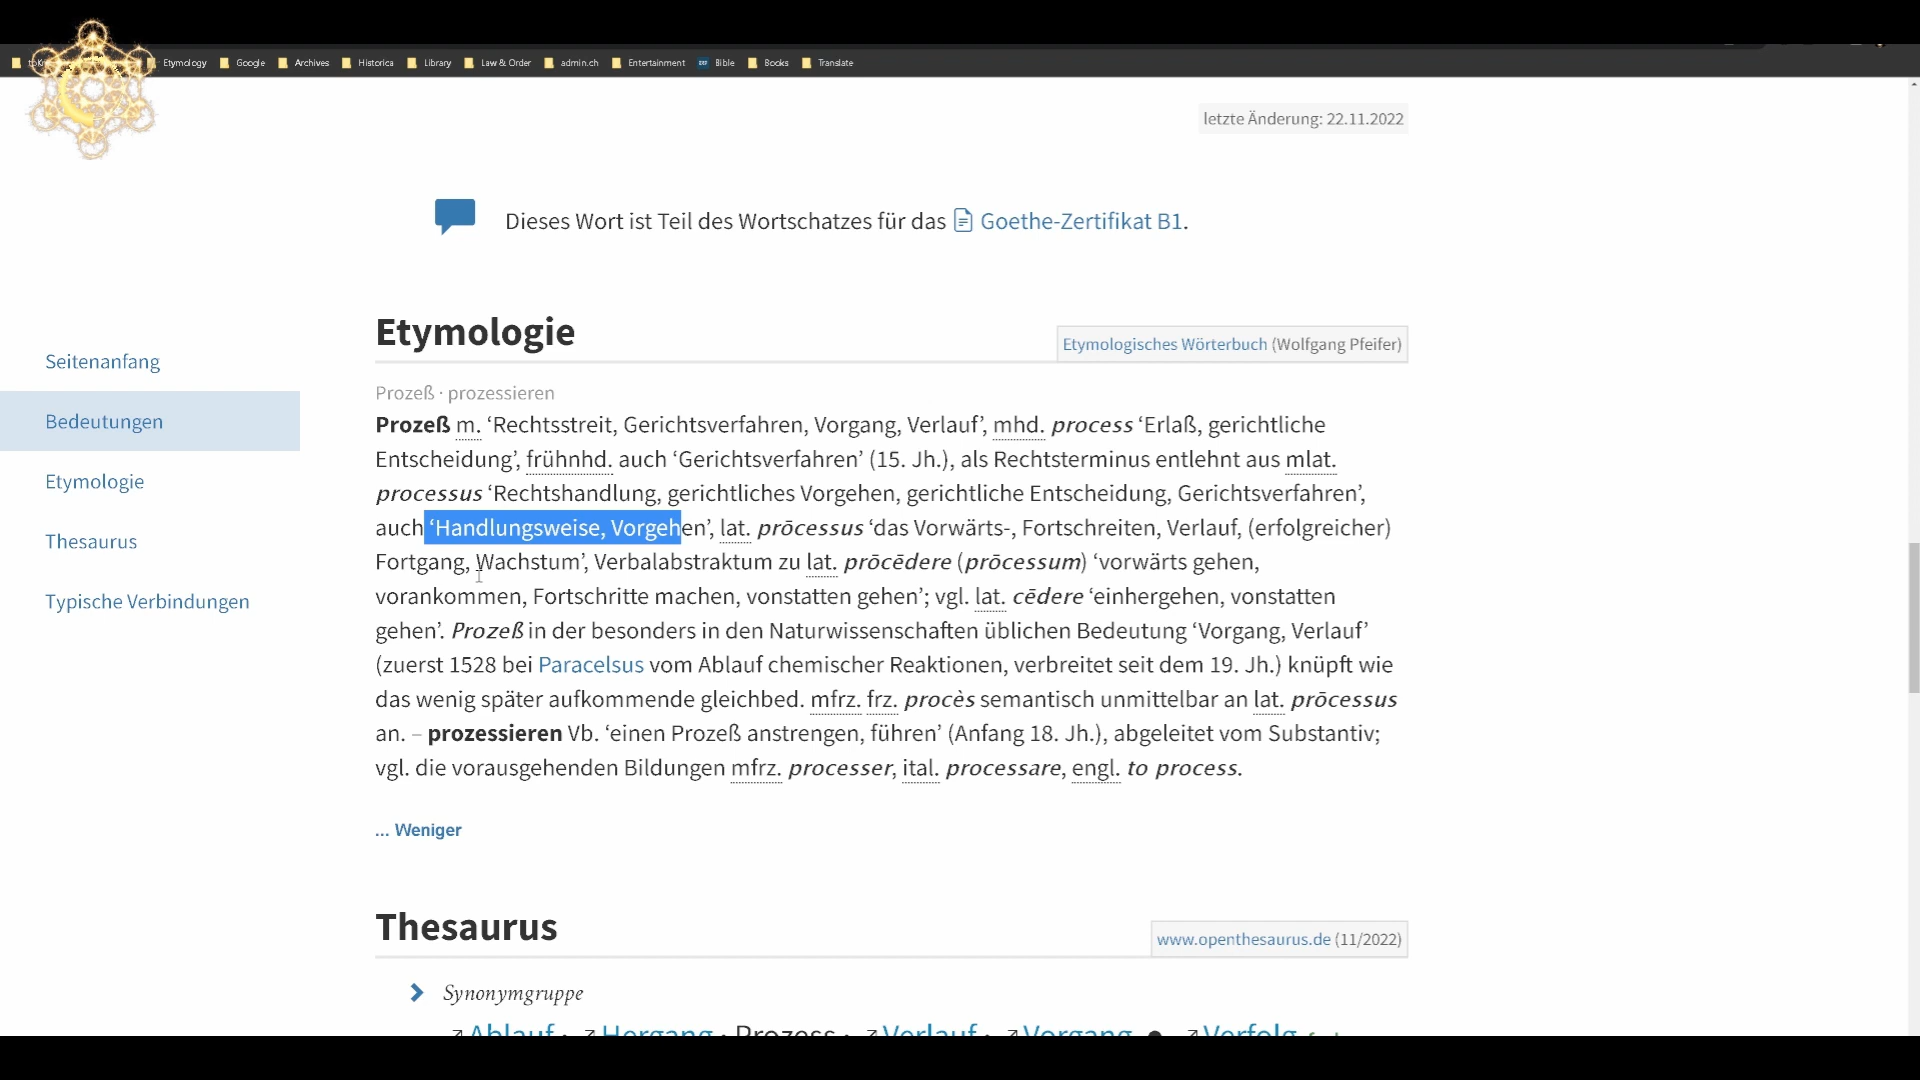 Etymology Google Archives Historica Library Law & Order admin.ch Entertainment Bible Books Translate
letzte Änderung: 22.11.2022
Dieses Wort ist Teil des Wortschatzes für das Goethe-Zertifikat B1.
Etymologie
Etymologisches Wörterbuch (Wolfgang Pfeifer)
Seitenanfang
Bedeutungen
Etymologie
Thesaurus
Typische Verbindungen
Prozeß · prozessieren
Prozeß m. ‘Rechtsstreit, Gerichtsverfahren, Vorgang, Verlauf’, mhd. process ‘Erlaß, gerichtliche
Entscheidung’, frühnhd. auch ‘Gerichtsverfahren’ (15. Jh.), als Rechtsterminus entlehnt aus mlat.
processus ‘Rechtshandlung, gerichtliches Vorgehen, gerichtliche Entscheidung, Gerichtsverfahren’,
auch ‘Handlungsweise, Vorgehen’, lat. prōcessus ‘das Vorwärts-, Fortschreiten, Verlauf, (erfolgreicher)
Fortgang, Wachstum’, Verbalabstraktum zu lat. prōcēdere (prōcessum) ‘vorwärts gehen,
vorankommen, Fortschritte machen, vonstatten gehen’; vgl. lat. cēdere ‘einhergehen, vonstatten
gehen’. Prozeß in der besonders in den Naturwissenschaften üblichen Bedeutung ‘Vorgang, Verlauf’
(zuerst 1528 bei Paracelsus vom Ablauf chemischer Reaktionen, verbreitet seit dem 19. Jh.) knüpft wie
das wenig später aufkommende gleichbed. mfrz. frz. procès semantisch unmittelbar an lat. prōcessus
an. – prozessieren Vb. ‘einen Prozeß anstrengen, führen’ (Anfang 18. Jh.), abgeleitet vom Substantiv;
vgl. die vorausgehenden Bildungen mfrz. processer, ital. processare, engl. to process.
... Weniger
Thesaurus
www.openthesaurus.de (11/2022)
Synonymgruppe
Ablauf · Hergang · Prozess · Verlauf · Vorgang ● Verfolg